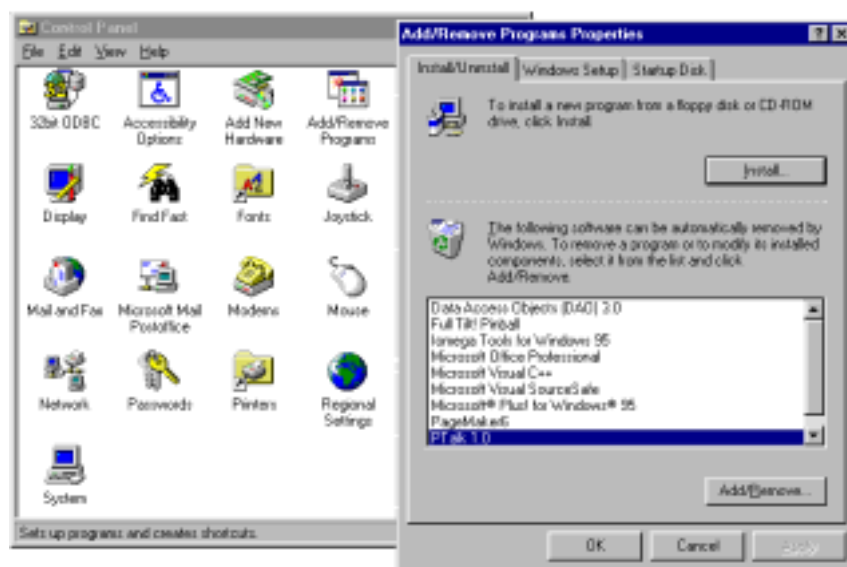 Control Panel
File Edit View Help
32bit ODBC
Accessibility
Options
Add New
Hardware
Add/Remove
Programs
Display
Find Fast
Fonts
Joystick
Mail and Fax
Microsoft Mail
Postoffice
Modems
Mouse
Network
Passwords
Printers
Regional
Settings
System
Sets up programs and creates shortcuts.
Add/Remove Programs Properties
Install/Uninstall Windows Setup Startup Disk
To install a new program from a floppy disk or CD-ROM
drive, click Install.
Install...
The following software can be automatically removed by
Windows. To remove a program or to modify its installed
components, select it from the list and click
Add/Remove.
Data Access Objects (DAO) 3.0
Full Tilt! Pinball
Iomega Tools for Windows 95
Microsoft Office Professional
Microsoft Visual C++
Microsoft Visual SourceSafe
Microsoft® Plus! for Windows® 95
PageMaker6
PTalk 1.0
Add/Remove...
OK Cancel Apply